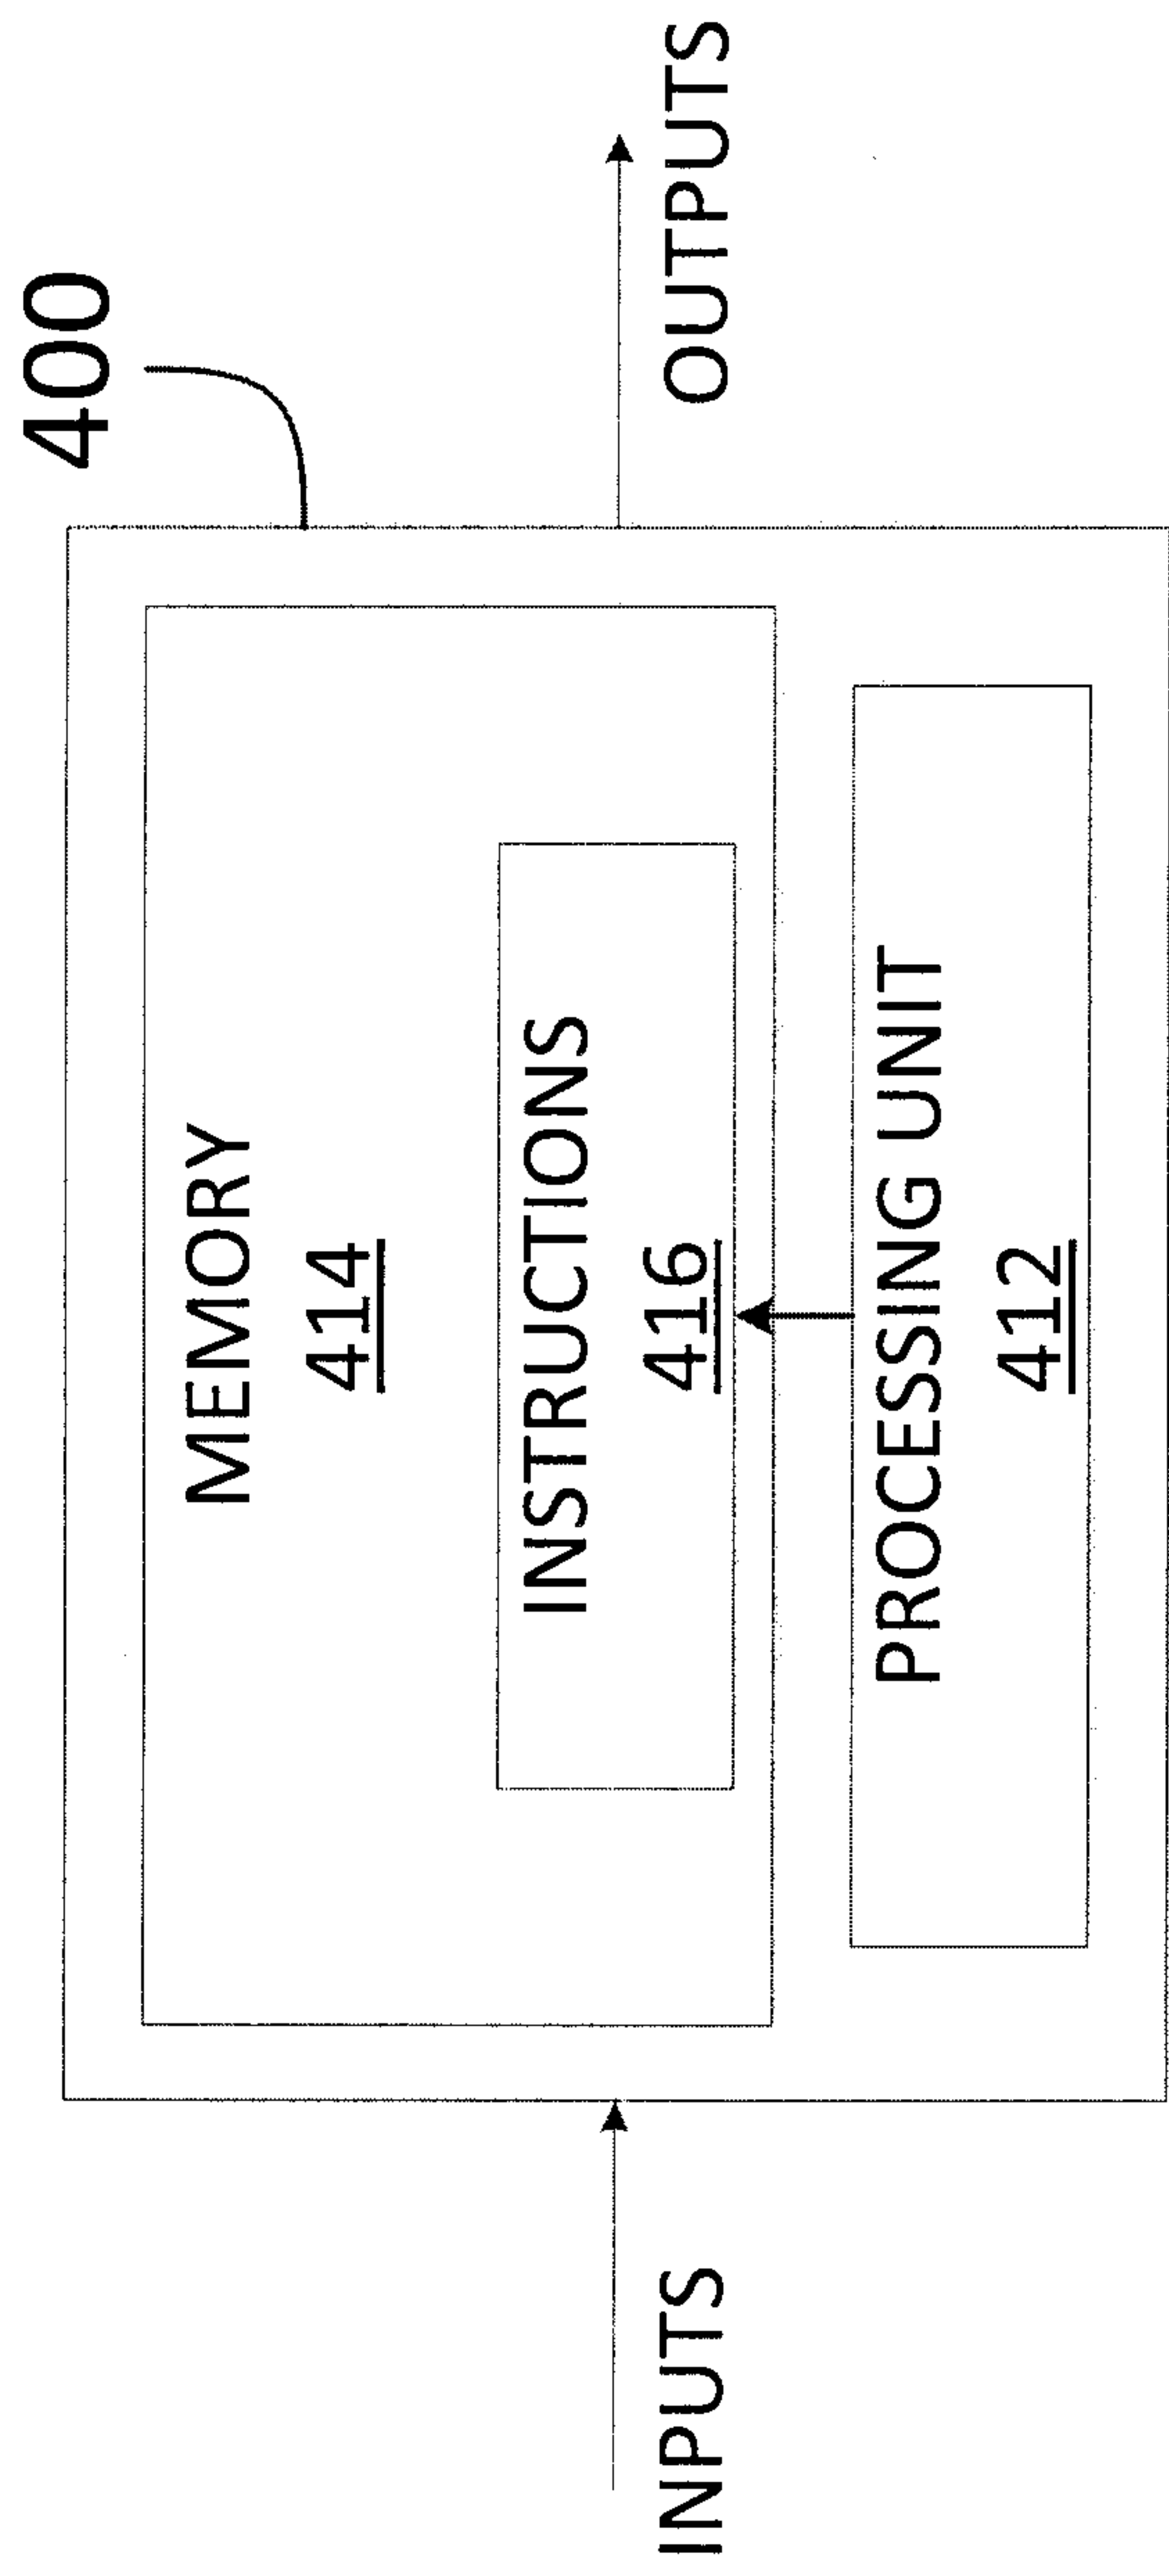 400
MEMORY
414
INSTRUCTIONS
416
PROCESSING UNIT
412
INPUTS
OUTPUTS